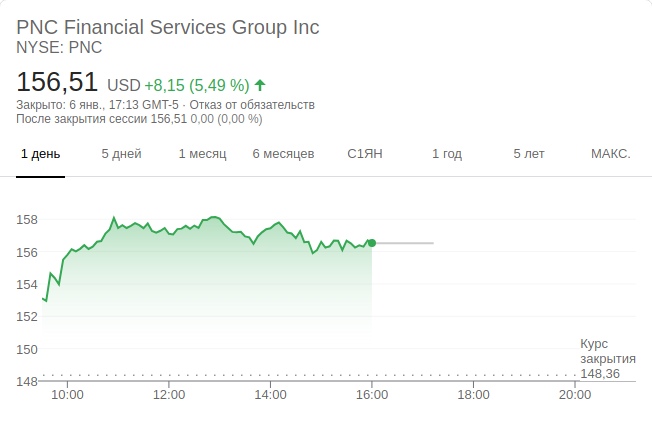 PNC Financial Services Group Inc
NYSE: PNC
156,51 USD +8,15 (5,49 %)
Закрыто: 6 янв., 17:13 GMT-5 · Отказ от обязательств
После закрытия сессии 156,51 0,00 (0,00 %)
1 день 5 дней 1 месяц 6 месяцев С1ЯН 1 год 5 лет МАКС.
158
156
154
152
150
148
Курс
закрытия
148,36
10:00 12:00 14:00 16:00 18:00 20:00